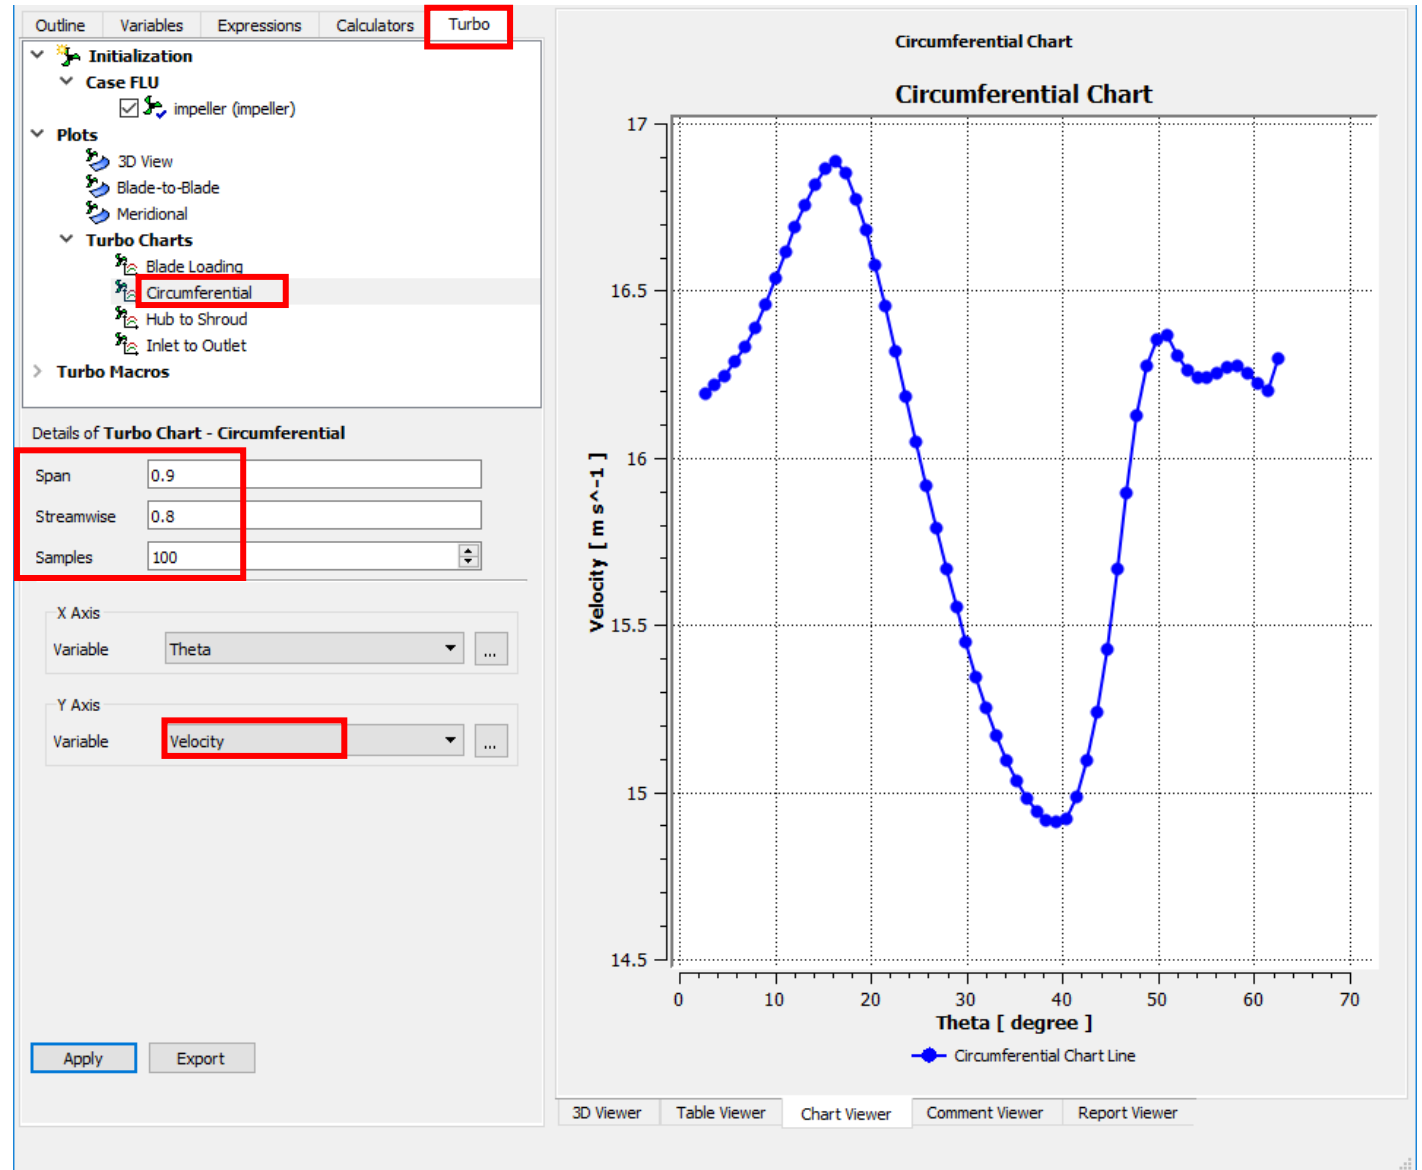 Outline Variables Expressions Calculators Turbo
Initialization
Case FLU
impeller (impeller)
Plots
3D View
Blade-to-Blade
Meridional
Turbo Charts
Blade Loading
Circumferential
Hub to Shroud
Inlet to Outlet
Turbo Macros
Details of Turbo Chart - Circumferential
Span 0.9
Streamwise 0.8
Samples 100
X Axis
Variable Theta ...
Y Axis
Variable Velocity ...
Apply Export
Circumferential Chart
Circumferential Chart
17
16.5
16
15.5
15
14.5
Velocity [ m s^-1 ]
0 10 20 30 40 50 60 70
Theta [ degree ]
Circumferential Chart Line
3D Viewer Table Viewer Chart Viewer Comment Viewer Report Viewer